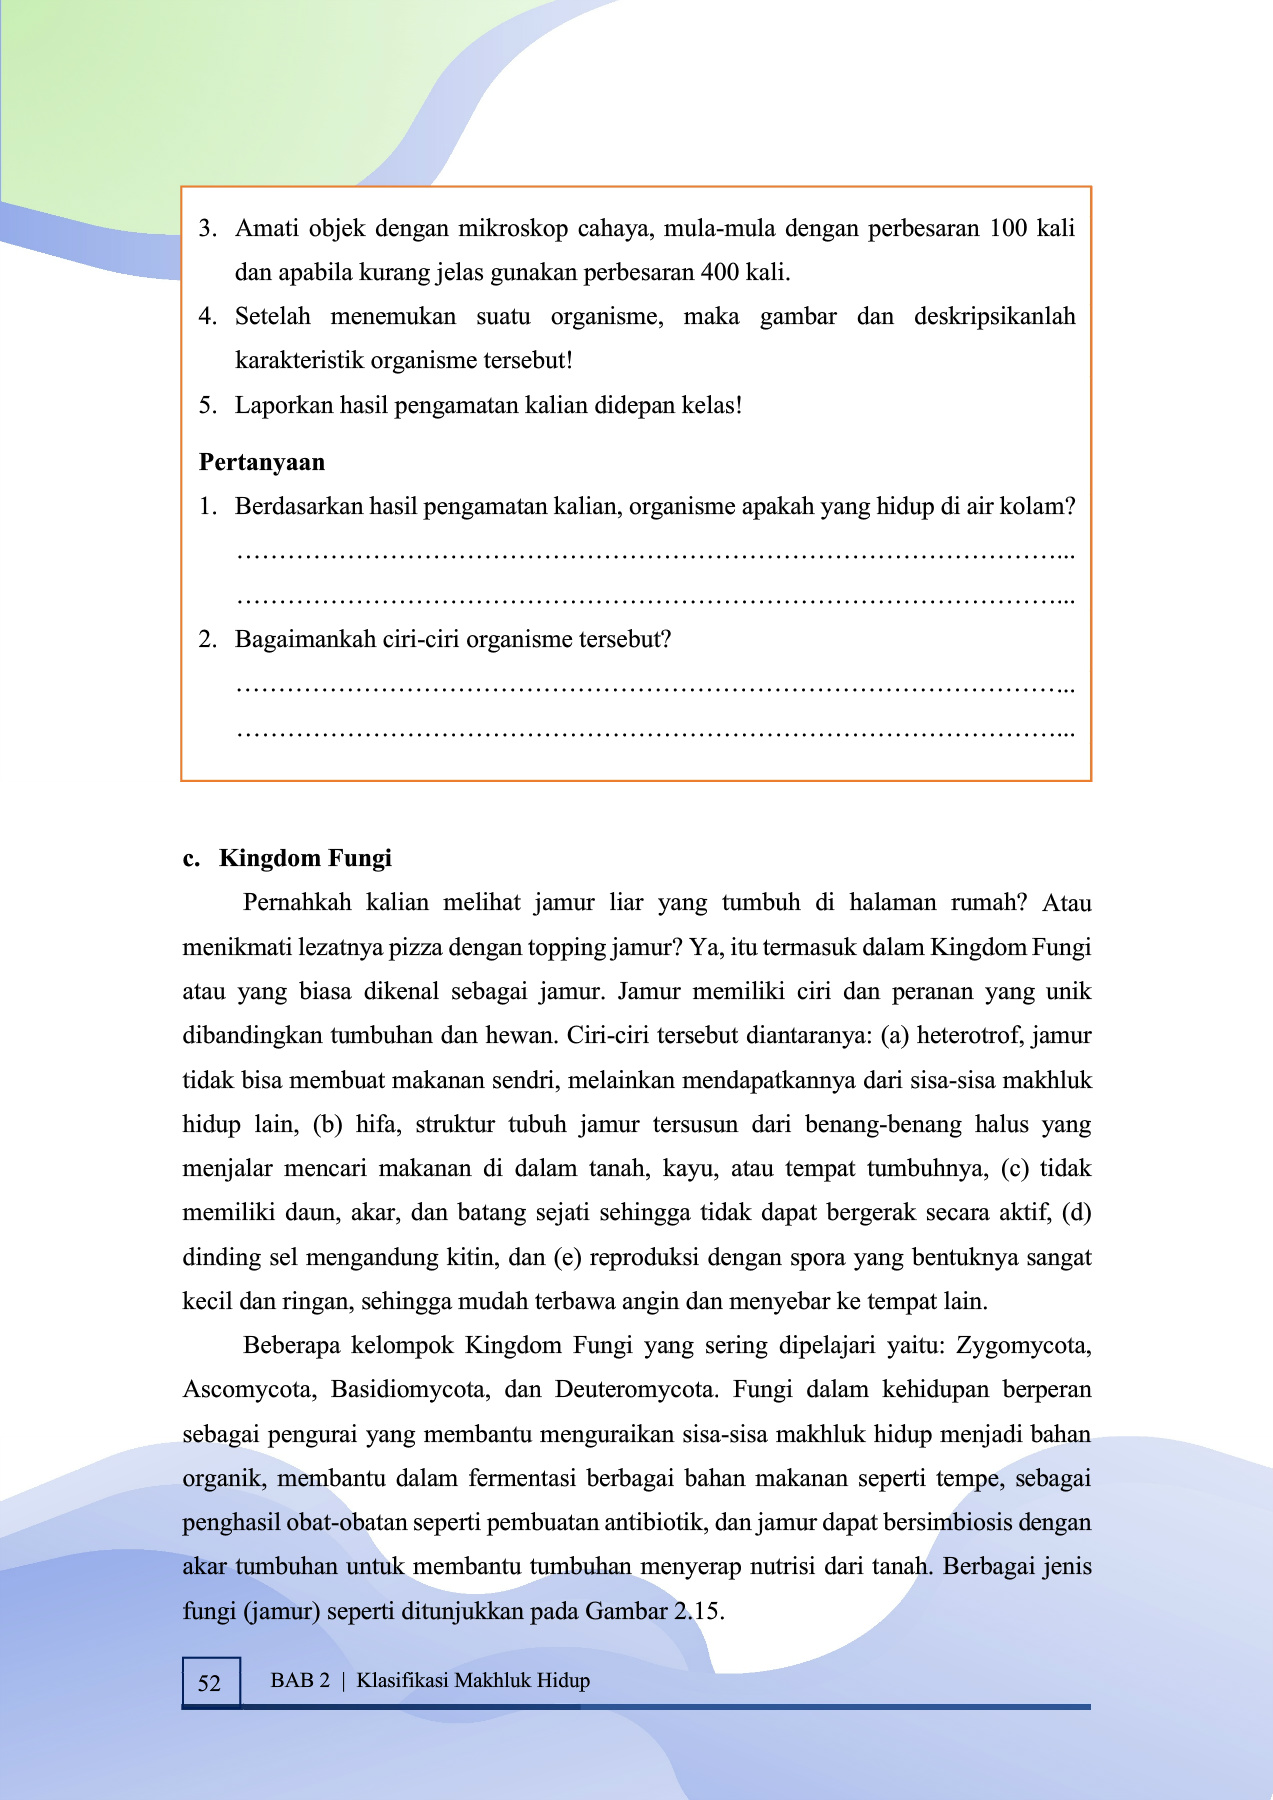 3. Amati objek dengan mikroskop cahaya, mula-mula dengan perbesaran 100 kali
dan apabila kurang jelas gunakan perbesaran 400 kali.
4. Setelah menemukan suatu organisme, maka gambar dan deskripsikanlah
karakteristik organisme tersebut!
5. Laporkan hasil pengamatan kalian didepan kelas!
Pertanyaan
1. Berdasarkan hasil pengamatan kalian, organisme apakah yang hidup di air kolam?
……………………………………………………………………………………...
……………………………………………………………………………………...
2. Bagaimankah ciri-ciri organisme tersebut?
……………………………………………………………………………………...
……………………………………………………………………………………...
c. Kingdom Fungi
Pernahkah kalian melihat jamur liar yang tumbuh di halaman rumah? Atau
menikmati lezatnya pizza dengan topping jamur? Ya, itu termasuk dalam Kingdom Fungi
atau yang biasa dikenal sebagai jamur. Jamur memiliki ciri dan peranan yang unik
dibandingkan tumbuhan dan hewan. Ciri-ciri tersebut diantaranya: (a) heterotrof, jamur
tidak bisa membuat makanan sendri, melainkan mendapatkannya dari sisa-sisa makhluk
hidup lain, (b) hifa, struktur tubuh jamur tersusun dari benang-benang halus yang
menjalar mencari makanan di dalam tanah, kayu, atau tempat tumbuhnya, (c) tidak
memiliki daun, akar, dan batang sejati sehingga tidak dapat bergerak secara aktif, (d)
dinding sel mengandung kitin, dan (e) reproduksi dengan spora yang bentuknya sangat
kecil dan ringan, sehingga mudah terbawa angin dan menyebar ke tempat lain.
Beberapa kelompok Kingdom Fungi yang sering dipelajari yaitu: Zygomycota,
Ascomycota, Basidiomycota, dan Deuteromycota. Fungi dalam kehidupan berperan
sebagai pengurai yang membantu menguraikan sisa-sisa makhluk hidup menjadi bahan
organik, membantu dalam fermentasi berbagai bahan makanan seperti tempe, sebagai
penghasil obat-obatan seperti pembuatan antibiotik, dan jamur dapat bersimbiosis dengan
akar tumbuhan untuk membantu tumbuhan menyerap nutrisi dari tanah. Berbagai jenis
fungi (jamur) seperti ditunjukkan pada Gambar 2.15.
52 BAB 2 | Klasifikasi Makhluk Hidup